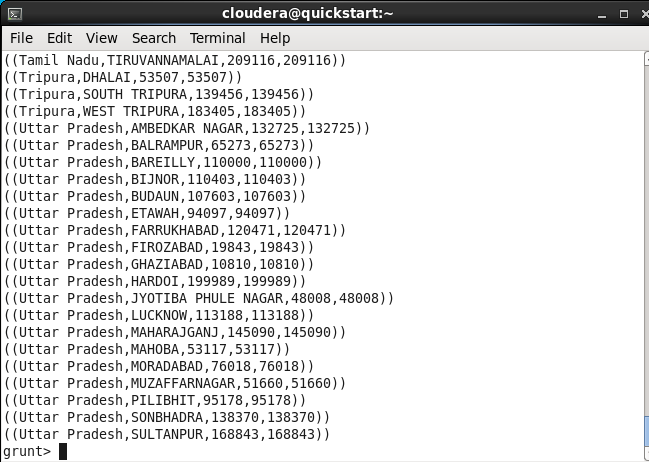 cloudera@quickstart:~
File Edit View Search Terminal Help
((Tamil Nadu,TIRUVANNAMALAI,209116,209116))
((Tripura,DHALAI,53507,53507))
((Tripura,SOUTH TRIPURA,139456,139456))
((Tripura,WEST TRIPURA,183405,183405))
((Uttar Pradesh,AMBEDKAR NAGAR,132725,132725))
((Uttar Pradesh,BALRAMPUR,65273,65273))
((Uttar Pradesh,BAREILLY,110000,110000))
((Uttar Pradesh,BIJNOR,110403,110403))
((Uttar Pradesh,BUDAUN,107603,107603))
((Uttar Pradesh,ETAWAH,94097,94097))
((Uttar Pradesh,FARRUKHABAD,120471,120471))
((Uttar Pradesh,FIROZABAD,19843,19843))
((Uttar Pradesh,GHAZIABAD,10810,10810))
((Uttar Pradesh,HARDOI,199989,199989))
((Uttar Pradesh,JYOTIBA PHULE NAGAR,48008,48008))
((Uttar Pradesh,LUCKNOW,113188,113188))
((Uttar Pradesh,MAHARAJGANJ,145090,145090))
((Uttar Pradesh,MAHOBA,53117,53117))
((Uttar Pradesh,MORADABAD,76018,76018))
((Uttar Pradesh,MUZAFFARNAGAR,51660,51660))
((Uttar Pradesh,PILIBHIT,95178,95178))
((Uttar Pradesh,SONBHADRA,138370,138370))
((Uttar Pradesh,SULTANPUR,168843,168843))
grunt>